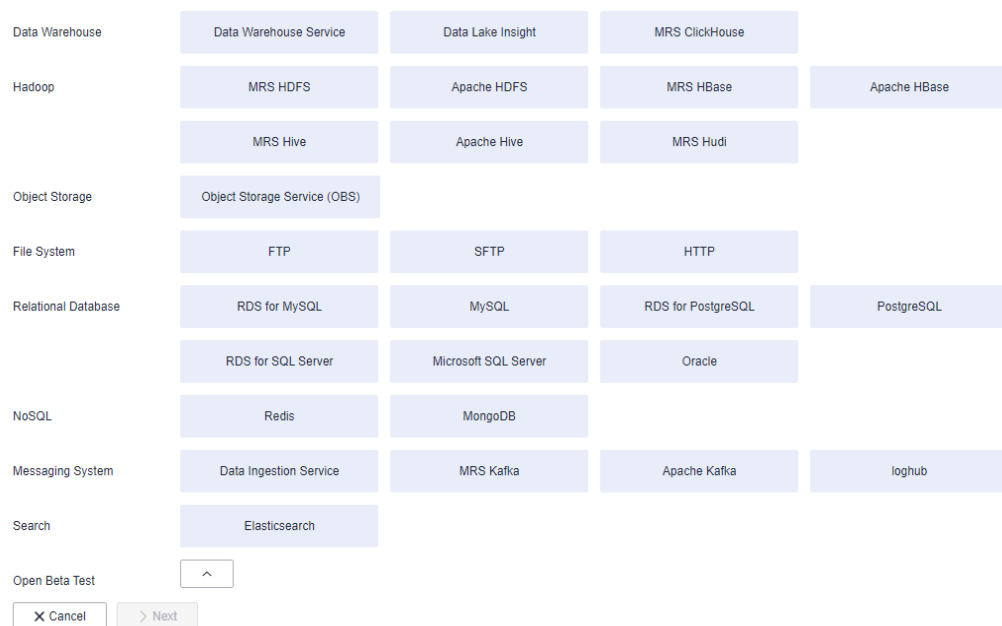 Data Warehouse Data Warehouse Service Data Lake Insight MRS ClickHouse
Hadoop MRS HDFS Apache HDFS MRS HBase Apache HBase
MRS Hive Apache Hive MRS Hudi
Object Storage Object Storage Service (OBS)
File System FTP SFTP HTTP
Relational Database RDS for MySQL MySQL RDS for PostgreSQL PostgreSQL
RDS for SQL Server Microsoft SQL Server Oracle
NoSQL Redis MongoDB
Messaging System Data Ingestion Service MRS Kafka Apache Kafka loghub
Search Elasticsearch
Open Beta Test
Cancel Next